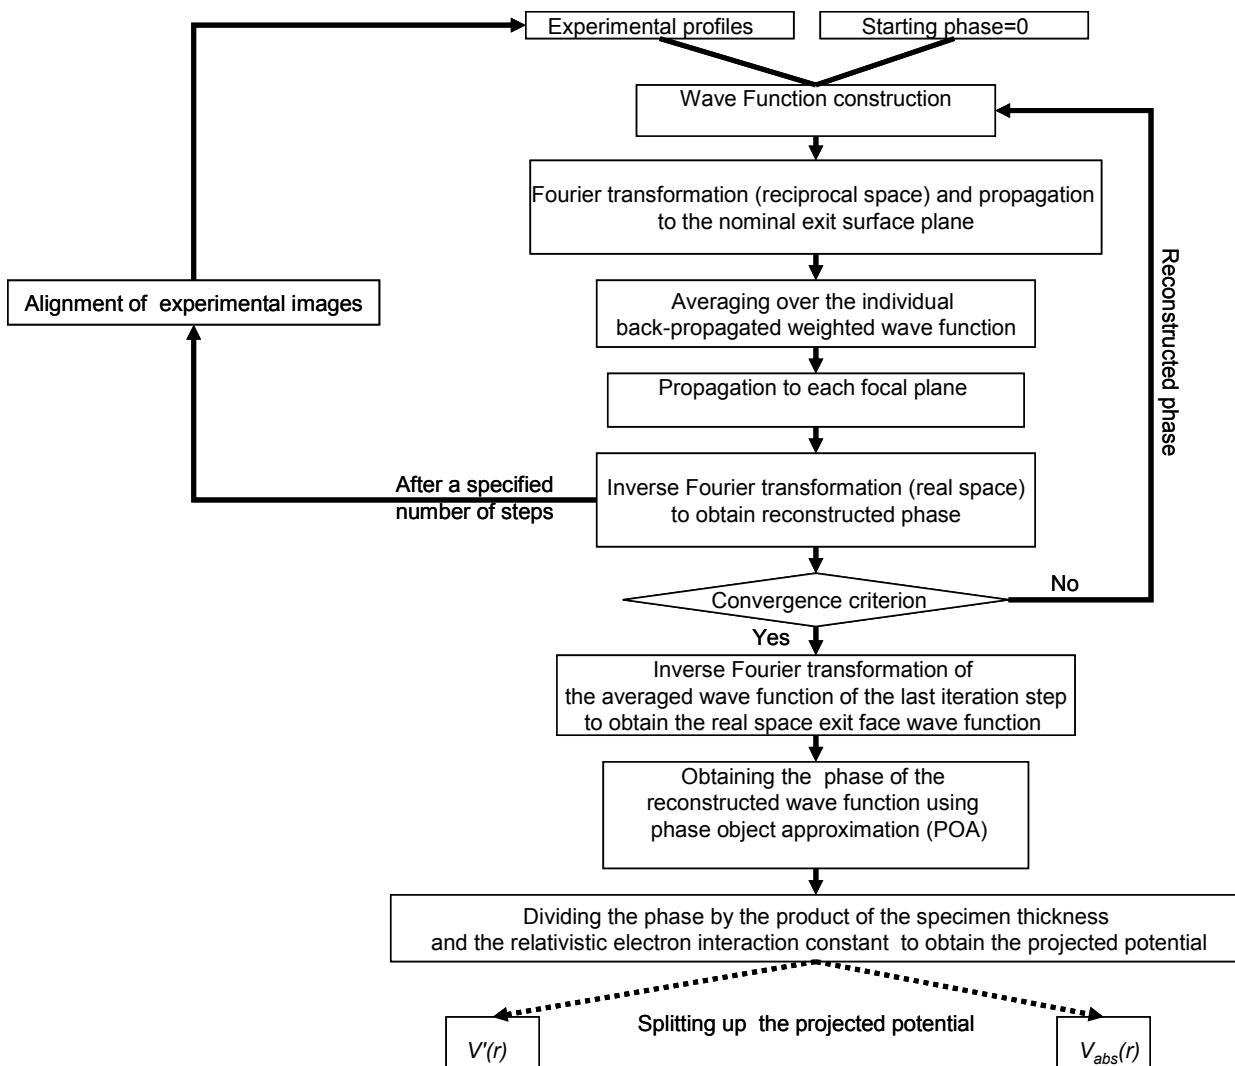 Experimental profiles
Starting phase=0
Wave Function construction
Fourier transformation (reciprocal space) and propagation
to the nominal exit surface plane
Averaging over the individual
back-propagated weighted wave function
Alignment of experimental images
Reconstructed phase
Propagation to each focal plane
After a specified
number of steps
Inverse Fourier transformation (real space)
to obtain reconstructed phase
Convergence criterion
No
Yes
Inverse Fourier transformation of
the averaged wave function of the last iteration step
to obtain the real space exit face wave function
Obtaining the phase of the
reconstructed wave function using
phase object approximation (POA)
Dividing the phase by the product of the specimen thickness
and the relativistic electron interaction constant to obtain the projected potential
Splitting up the projected potential
V'(r)
V_abs(r)